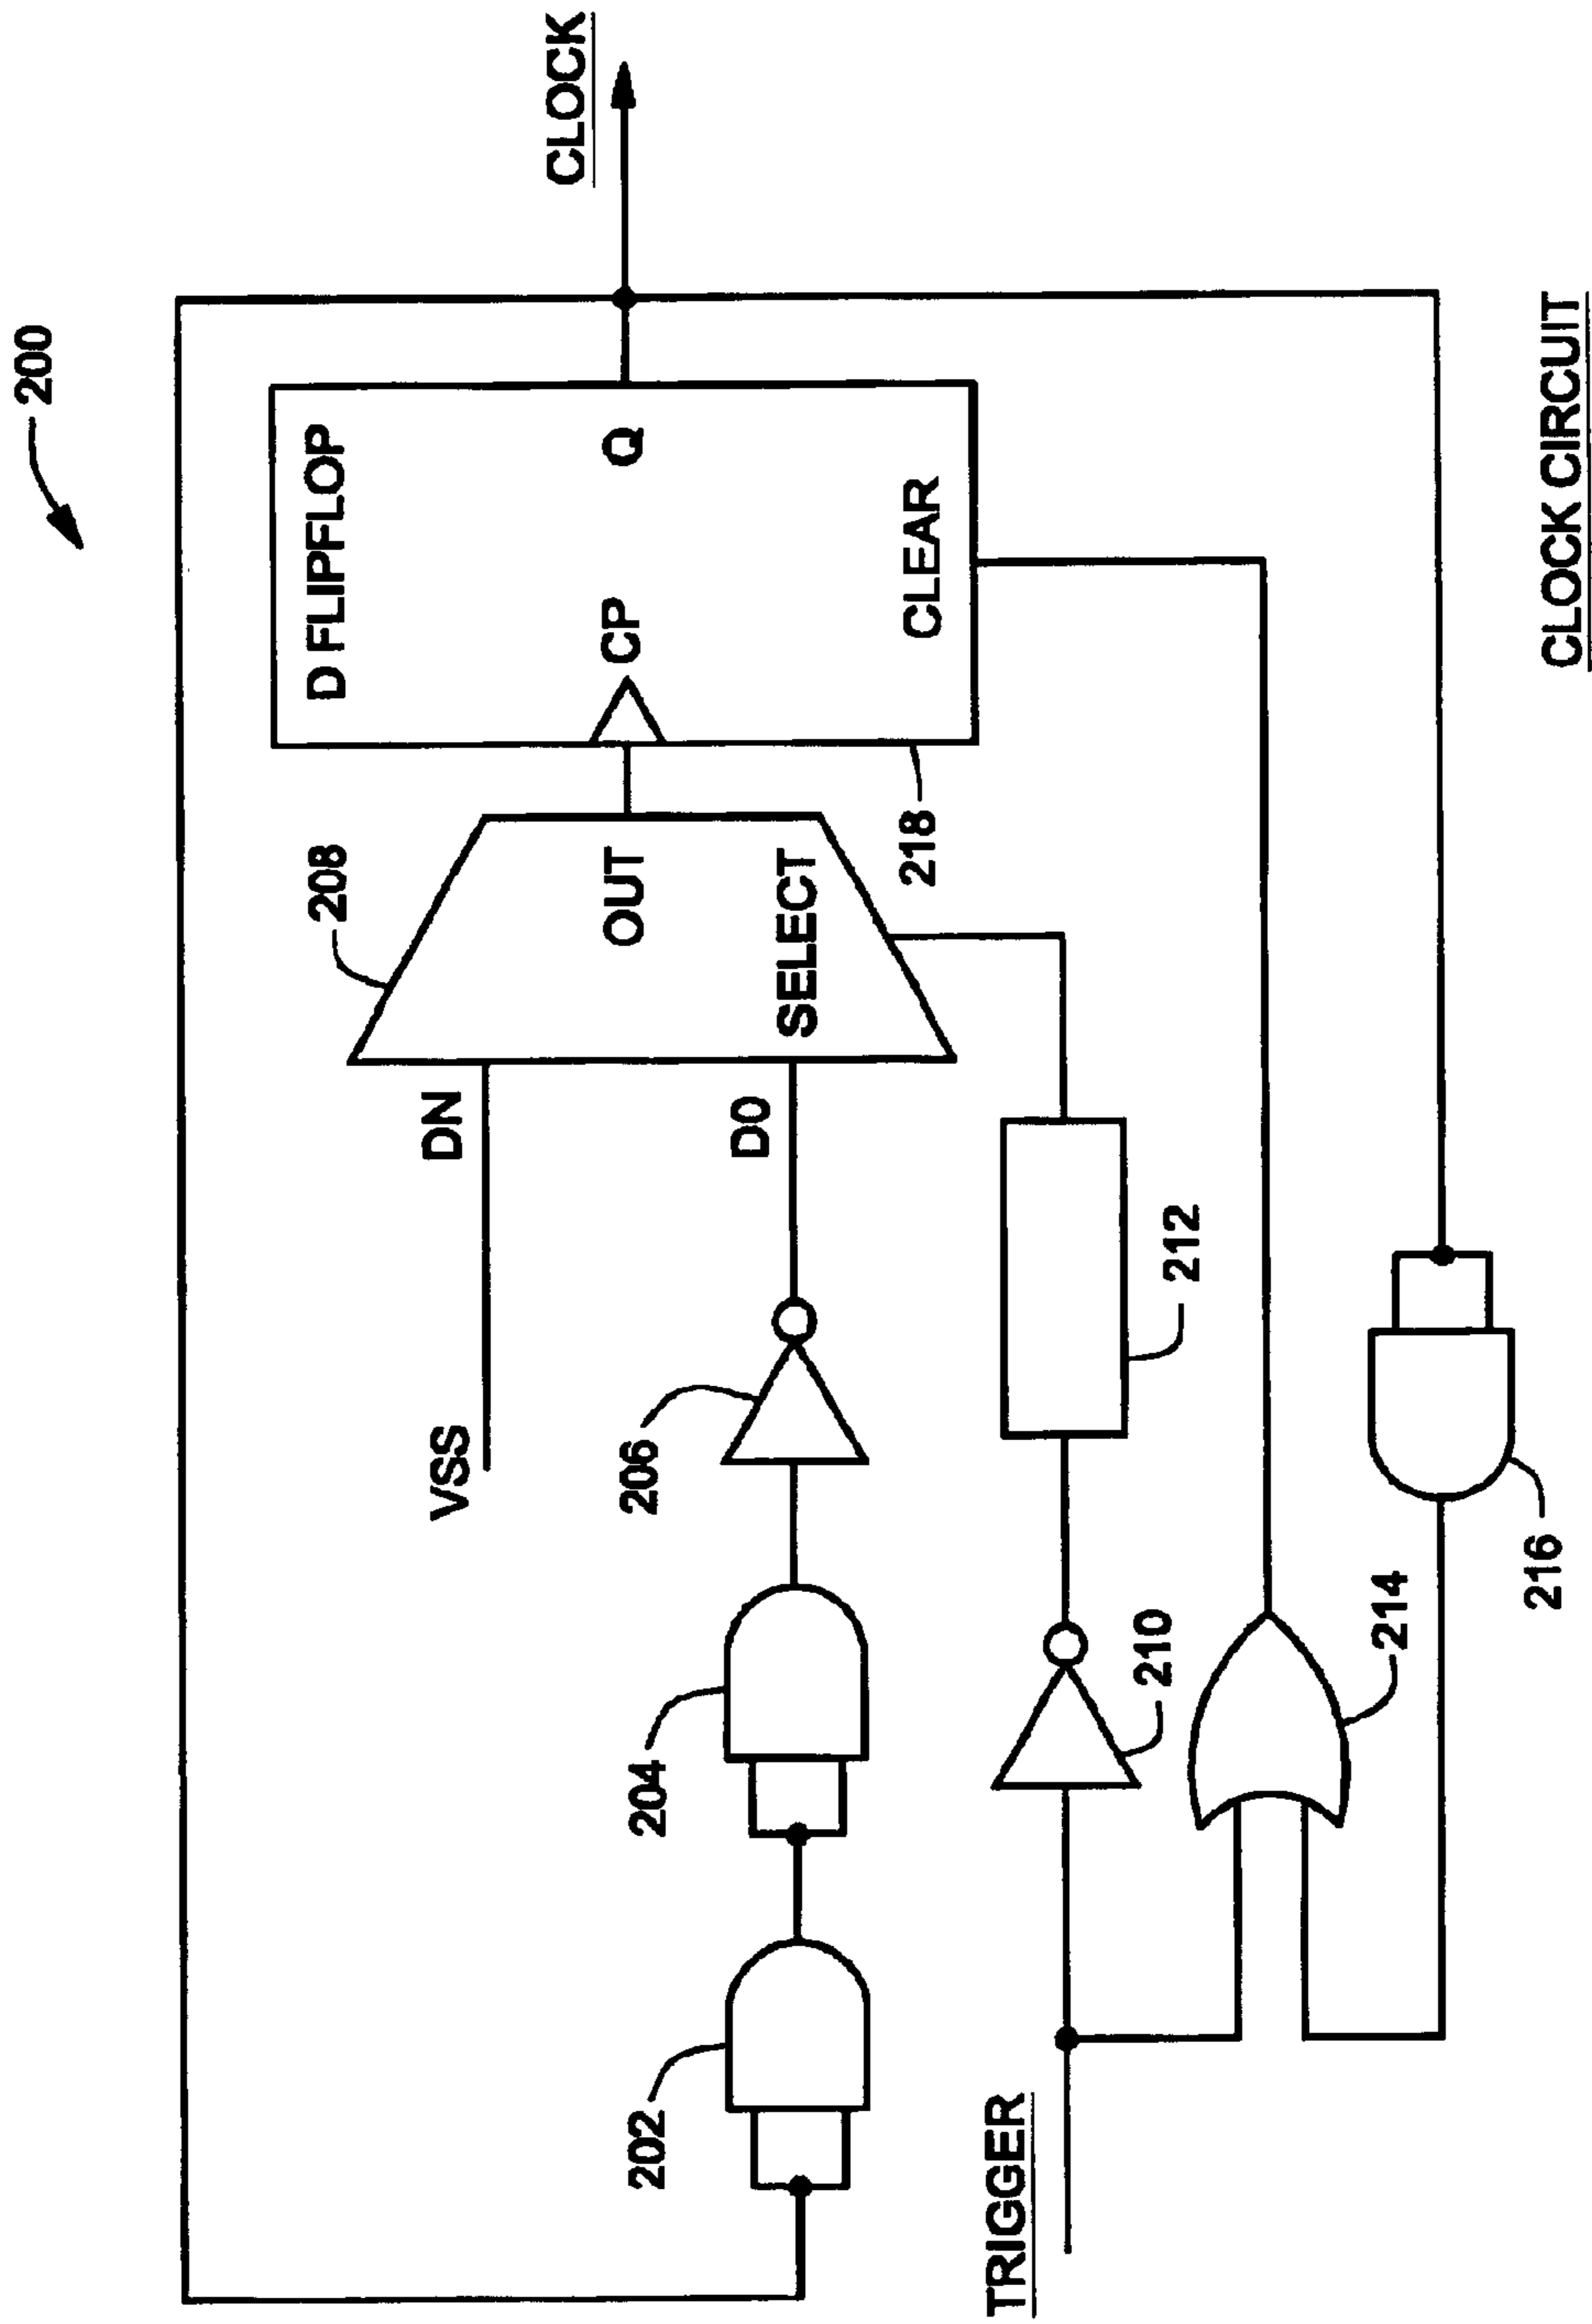 200
D FLIPFLOP
CP
Q
CLEAR
218
CLOCK
208
OUT
SELECT
DN
VSS
D0
206
204
202
212
210
TRIGGER
214
216
CLOCK CIRCUIT